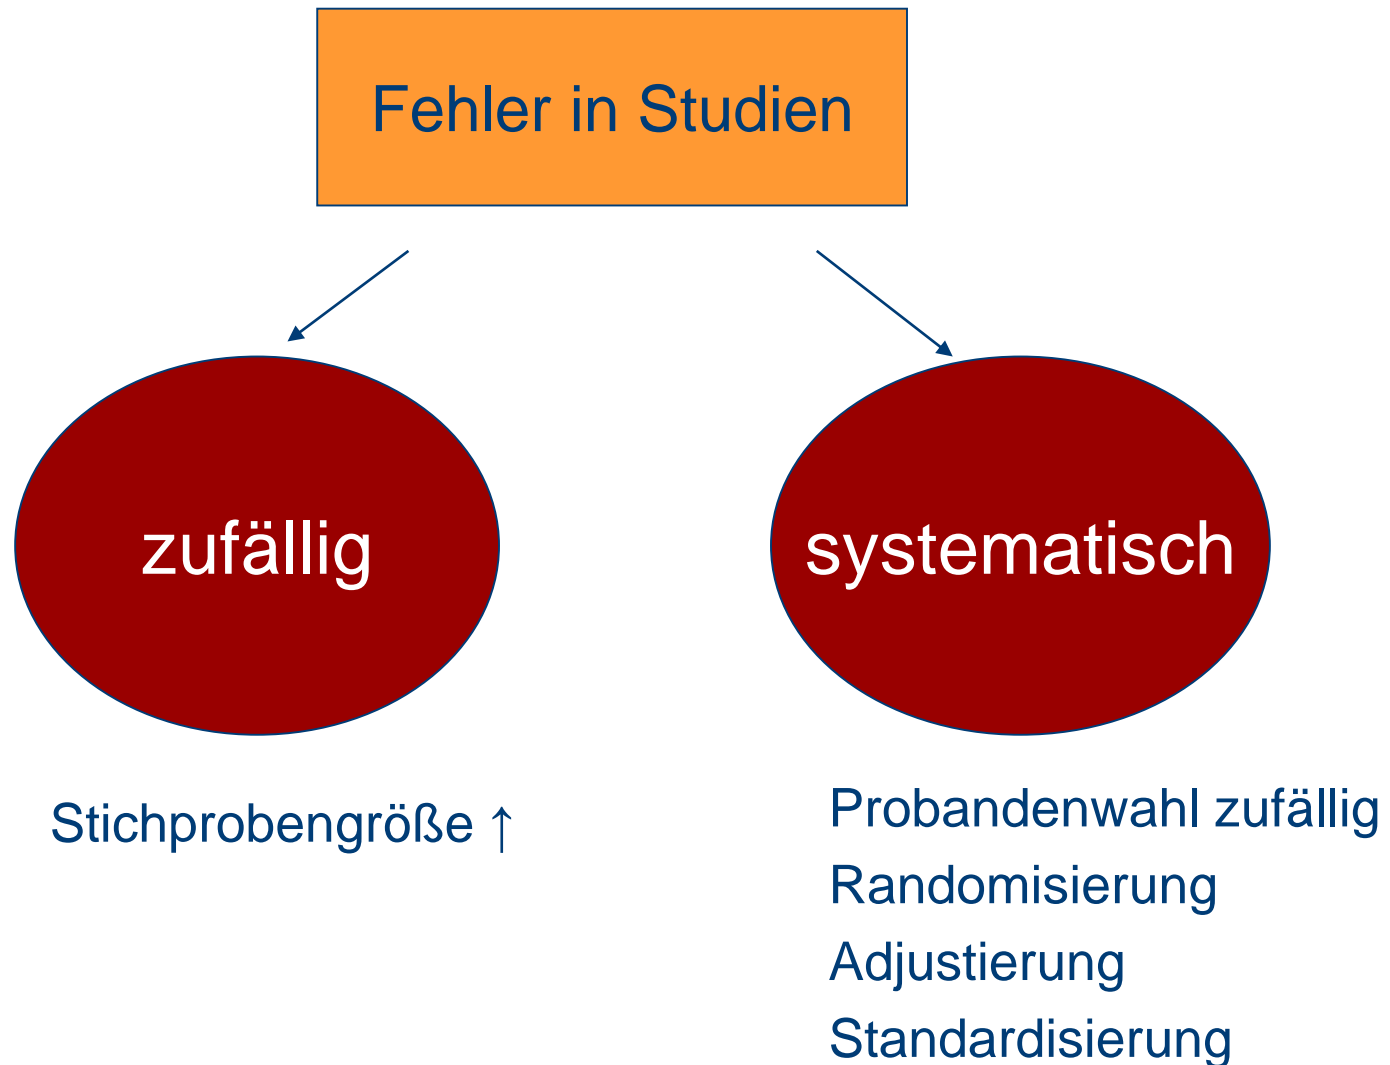 Fehler in Studien
zufällig
systematisch
Stichprobengröße ↑
Probandenwahl zufällig
Randomisierung
Adjustierung
Standardisierung